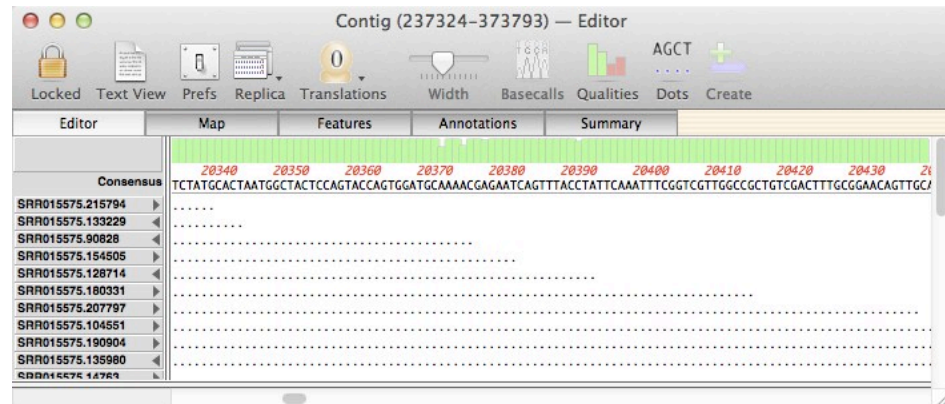 Contig (237324-373793) — Editor
AGCT
0
Locked Text View Prefs Replica Translations Width Basecalls Qualities Dots Create
Editor Map Features Annotations Summary
20340 20350 20360 20370 20380 20390 20400 20410 20420 20430
Consensus TCTATGCACTAATGGCTACTCCAGTACCAGTGGATGCAAAACGAGAATCAGTTTACCTATTCAAATTTCGGTCGTTGGCCGCTGTCGACTTTGCGGAACAGTTGCA
SRR015575.215794
SRR015575.133229
SRR015575.90828
SRR015575.154505
SRR015575.128714
SRR015575.180331
SRR015575.207797
SRR015575.104551
SRR015575.190904
SRR015575.135980
SRR015575.14763